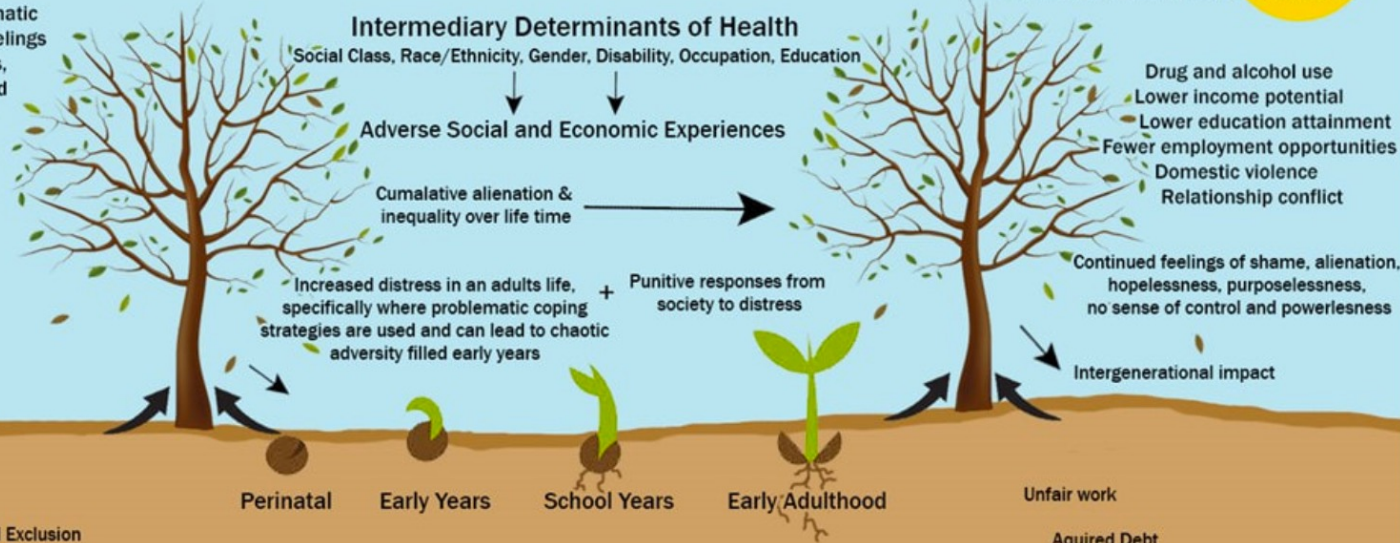 Intermediary Determinants of Health
Social Class, Race/Ethnicity, Gender, Disability, Occupation, Education
Adverse Social and Economic Experiences
Cumalative alienation &
inequality over life time
Increased distress in an adults life,
specifically where problematic coping
strategies are used and can lead to chaotic
adversity filled early years
+
Punitive responses from
society to distress
Drug and alcohol use
Lower income potential
Lower education attainment
Fewer employment opportunities
Domestic violence
Relationship conflict
Continued feelings of shame, alienation,
hopelessness, purposelessness,
no sense of control and powerlesness
Intergenerational impact
Perinatal
Early Years
School Years
Early Adulthood
Unfair work
Exclusion
Aquired Debt